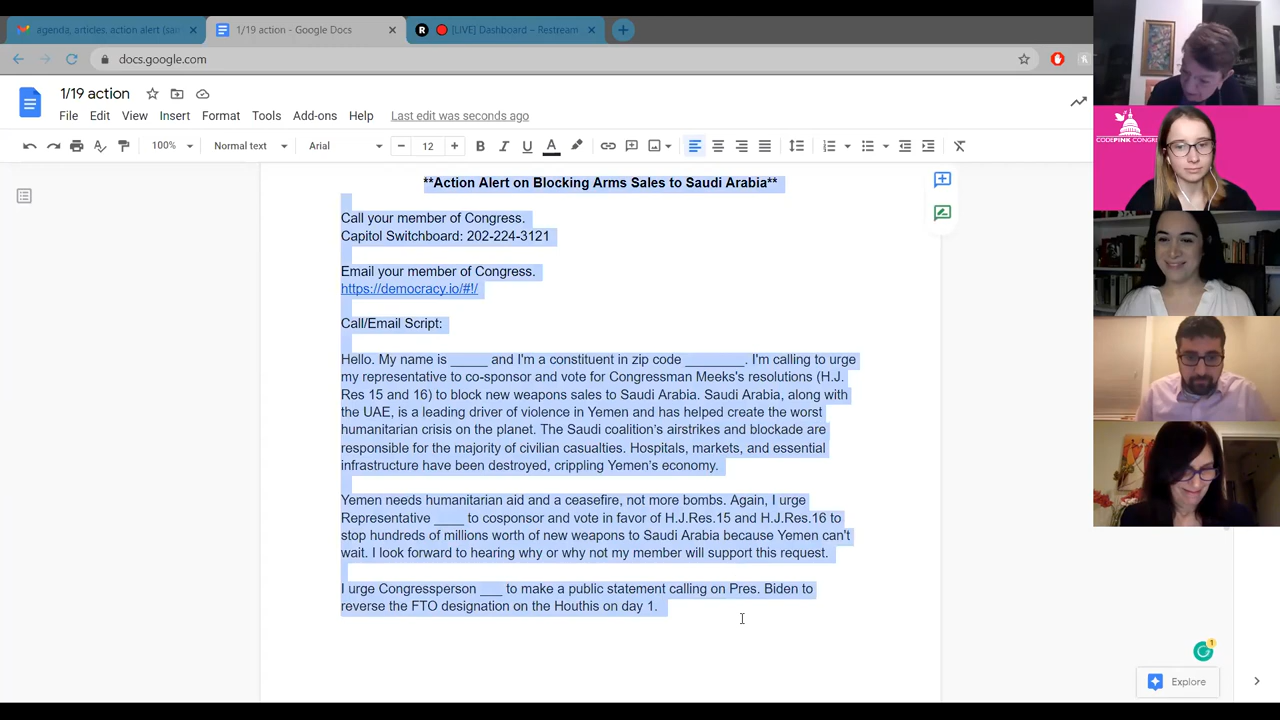 agenda, articles. action alert (sai
1/19 action - Google Docs
R [LIVE] Dashboard – Restream
docs.google.com
1/19 action
File Edit View Insert Format Tools Add-ons Help Last edit was seconds ago
100% Normal text Arial 12 B I U A
**Action Alert on Blocking Arms Sales to Saudi Arabia**
Call your member of Congress.
Capitol Switchboard: 202-224-3121
Email your member of Congress.
https://democracy.io/#!/
Call/Email Script:
Hello. My name is _____ and I'm a constituent in zip code ________. I'm calling to urge
my representative to co-sponsor and vote for Congressman Meeks's resolutions (H.J.
Res 15 and 16) to block new weapons sales to Saudi Arabia. Saudi Arabia, along with
the UAE, is a leading driver of violence in Yemen and has helped create the worst
humanitarian crisis on the planet. The Saudi coalition's airstrikes and blockade are
responsible for the majority of civilian casualties. Hospitals, markets, and essential
infrastructure have been destroyed, crippling Yemen's economy.
Yemen needs humanitarian aid and a ceasefire, not more bombs. Again, I urge
Representative ____ to cosponsor and vote in favor of H.J.Res.15 and H.J.Res.16 to
stop hundreds of millions worth of new weapons to Saudi Arabia because Yemen can't
wait. I look forward to hearing why or why not my member will support this request.
I urge Congressperson ___ to make a public statement calling on Pres. Biden to
reverse the FTO designation on the Houthis on day 1.
1
Explore
CODEPINK CONGRE